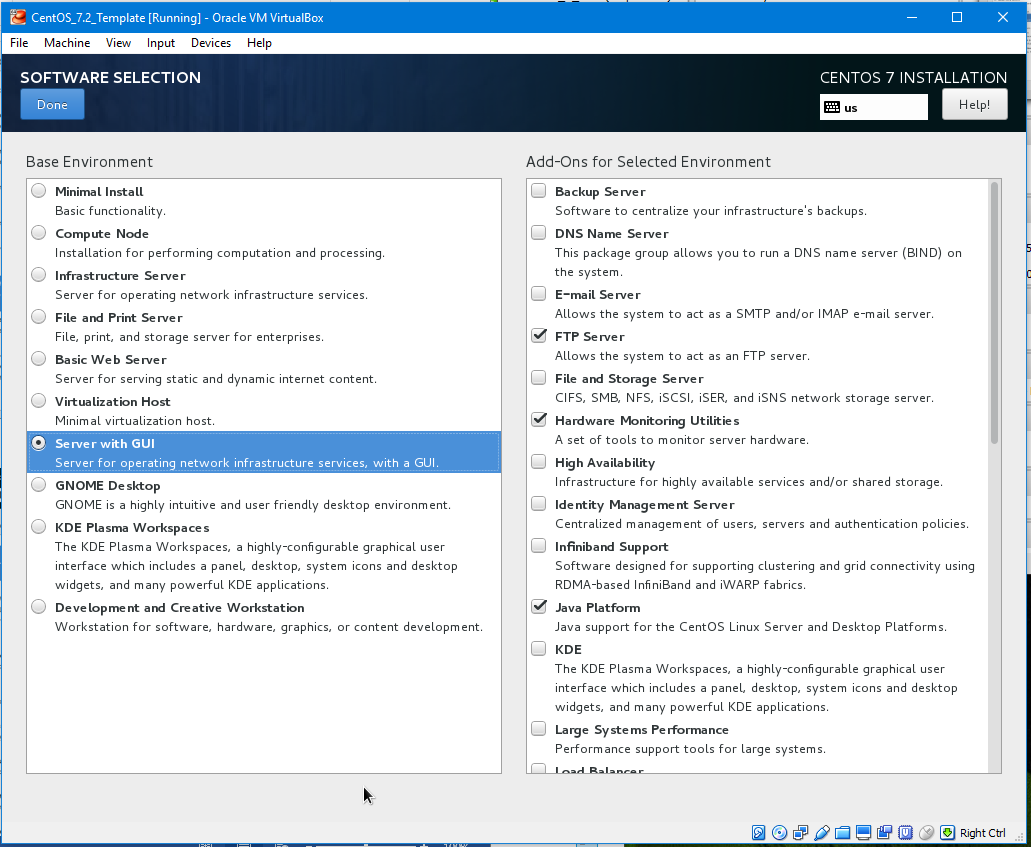 CentOS_7.2_Template [Running] - Oracle VM VirtualBox
File Machine View Input Devices Help
SOFTWARE SELECTION
Done
CENTOS 7 INSTALLATION
us
Help!
Base Environment
Minimal Install
Basic functionality.
Compute Node
Installation for performing computation and processing.
Infrastructure Server
Server for operating network infrastructure services.
File and Print Server
File, print, and storage server for enterprises.
Basic Web Server
Server for serving static and dynamic internet content.
Virtualization Host
Minimal virtualization host.
Server with GUI
Server for operating network infrastructure services, with a GUI.
GNOME Desktop
GNOME is a highly intuitive and user friendly desktop environment.
KDE Plasma Workspaces
The KDE Plasma Workspaces, a highly-configurable graphical user
interface which includes a panel, desktop, system icons and desktop
widgets, and many powerful KDE applications.
Development and Creative Workstation
Workstation for software, hardware, graphics, or content development.
Add-Ons for Selected Environment
Backup Server
Software to centralize your infrastructure's backups.
DNS Name Server
This package group allows you to run a DNS name server (BIND) on
the system.
E-mail Server
Allows the system to act as a SMTP and/or IMAP e-mail server.
FTP Server
Allows the system to act as an FTP server.
File and Storage Server
CIFS, SMB, NFS, iSCSI, iSER, and iSNS network storage server.
Hardware Monitoring Utilities
A set of tools to monitor server hardware.
High Availability
Infrastructure for highly available services and/or shared storage.
Identity Management Server
Centralized management of users, servers and authentication policies.
Infiniband Support
Software designed for supporting clustering and grid connectivity using
RDMA-based InfiniBand and iWARP fabrics.
Java Platform
Java support for the CentOS Linux Server and Desktop Platforms.
KDE
The KDE Plasma Workspaces, a highly-configurable graphical user
interface which includes a panel, desktop, system icons and desktop
widgets, and many powerful KDE applications.
Large Systems Performance
Performance support tools for large systems.
Load Balancer
Right Ctrl